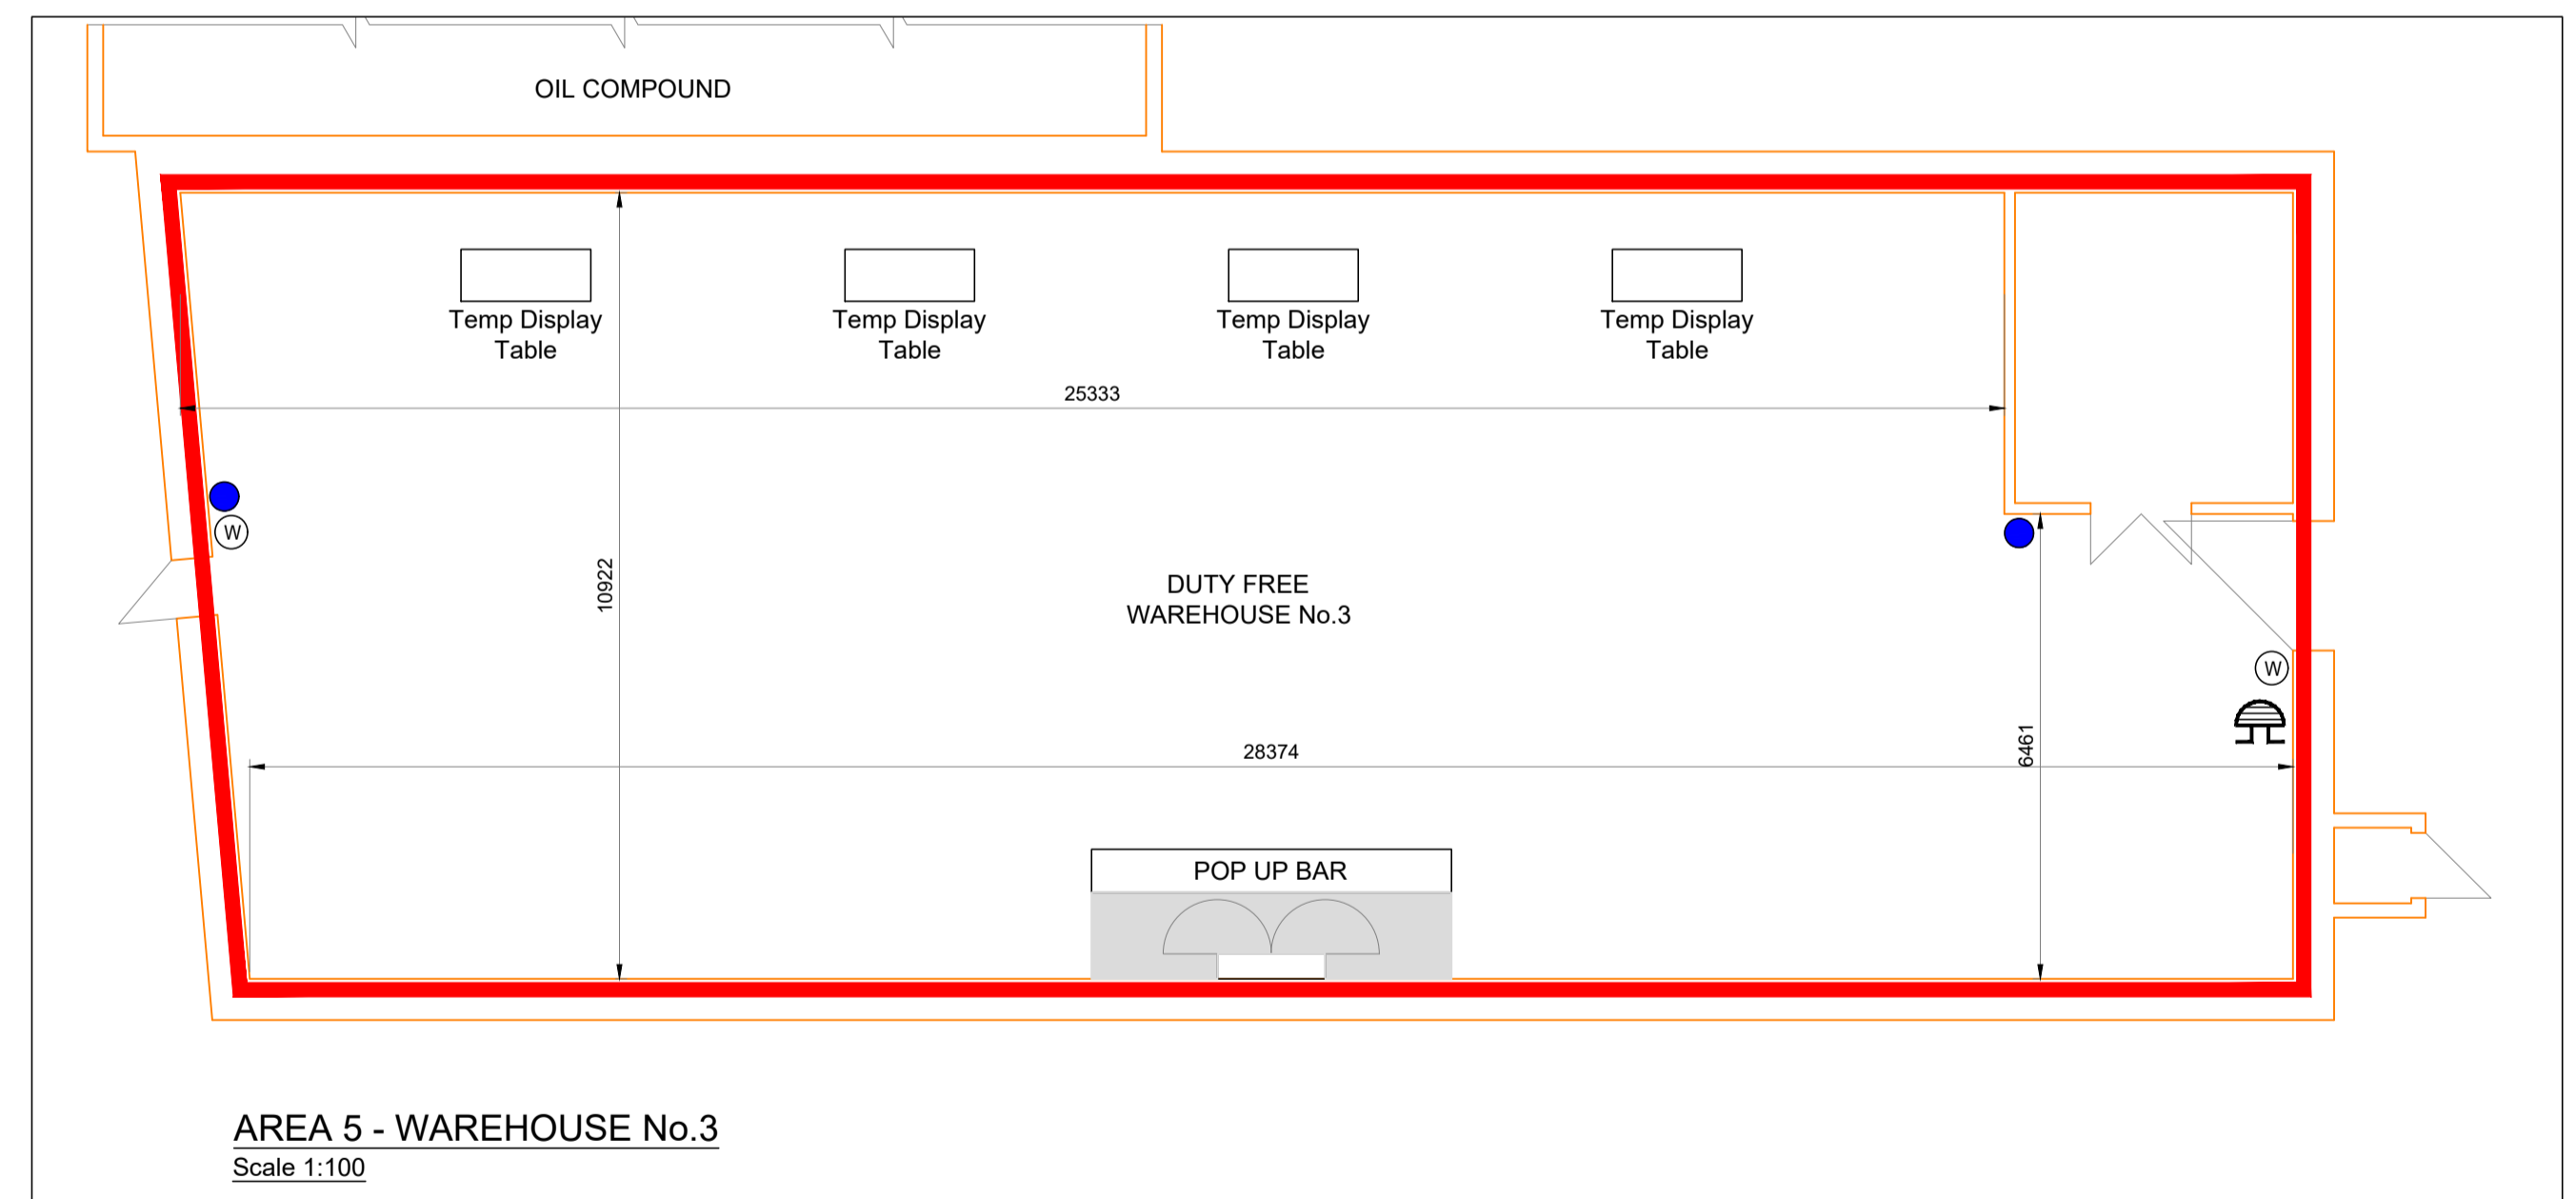 OIL COMPOUND
Temp Display
Table
Temp Display
Table
Temp Display
Table
Temp Display
Table
25333
W
10922
DUTY FREE
WAREHOUSE No.3
W
28374
6461
POP UP BAR
AREA 5 - WAREHOUSE No.3
Scale 1:100